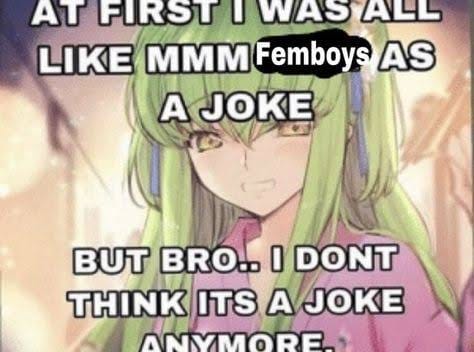 AT FIRST I WAS ALL
LIKE MMM Femboys AS
A JOKE
BUT BRO.. I DONT
THINK ITS A JOKE
ANYMORE.